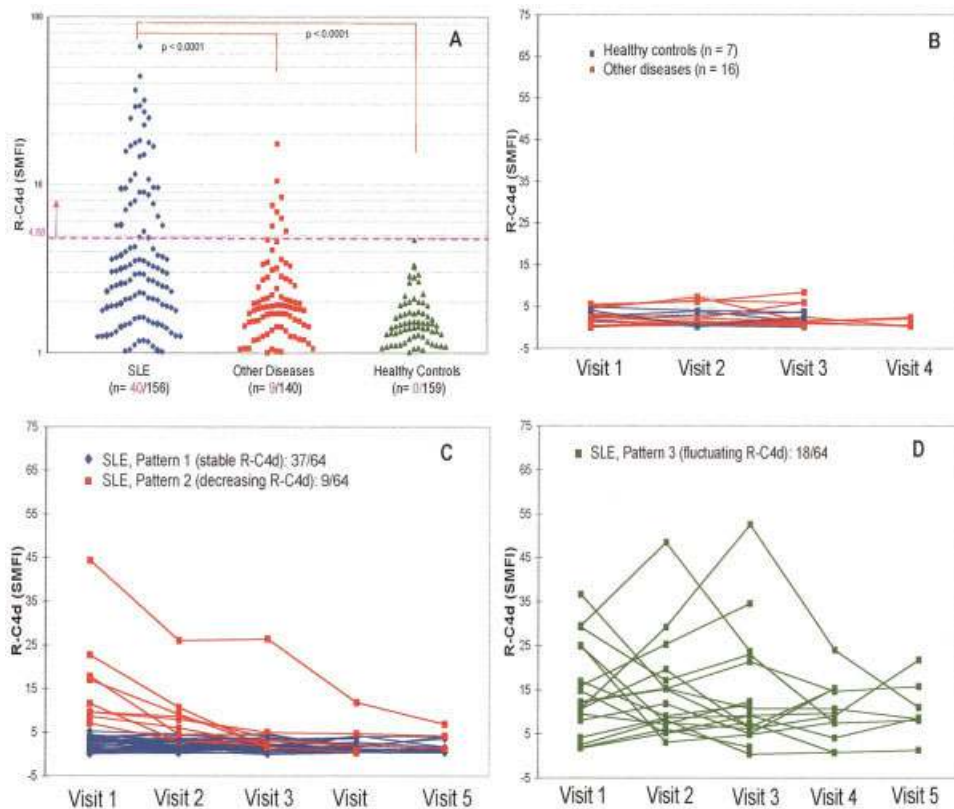 A
100
p < 0.0001
p < 0.0001
R-C4d (SMFI)
10
1
SLE
(n= 40/156)
Other Diseases
(n= 9/140)
Healthy Controls
(n= 0/159)
B
75
65
55
45
35
25
15
5
-5
R-C4d (SMFI)
Healthy controls (n = 7)
Other diseases (n = 16)
Visit 1 Visit 2 Visit 3 Visit 4
C
75
65
55
45
35
25
15
5
-5
R-C4d (SMFI)
SLE, Pattern 1 (stable R-C4d): 37/64
SLE, Pattern 2 (decreasing R-C4d): 9/64
Visit 1 Visit 2 Visit 3 Visit Visit 5
D
75
65
55
45
35
25
15
5
-5
R-C4d (SMFI)
SLE, Pattern 3 (fluctuating R-C4d): 18/64
Visit 1 Visit 2 Visit 3 Visit 4 Visit 5